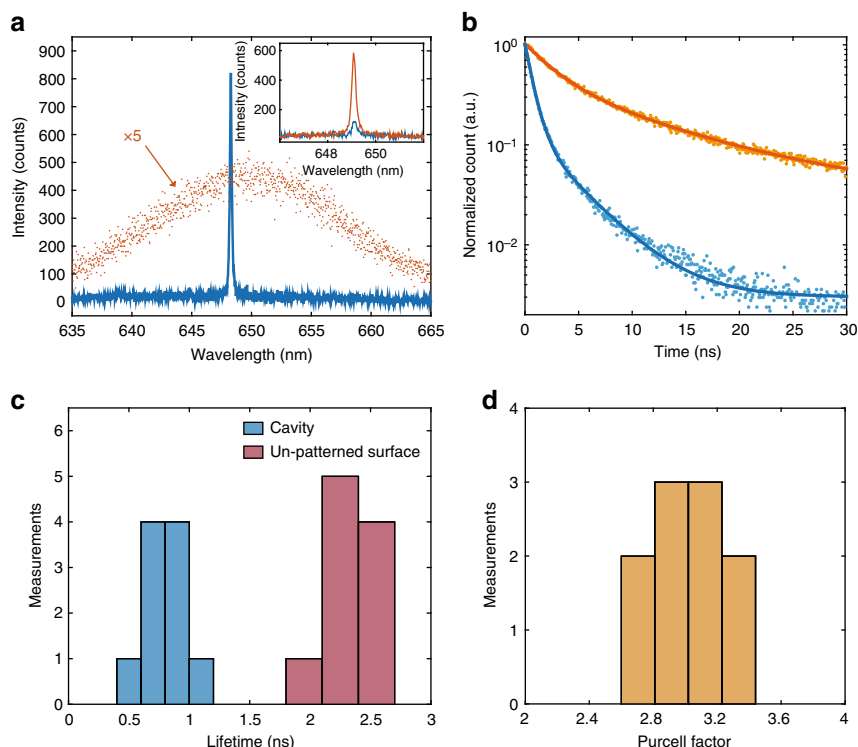 a
900
800
700
600
500
400
300
200
100
0
635 640 645 650 655 660 665
Wavelength (nm)
Intensity (counts)
×5
600
400
200
648 650
Wavelength (nm)
Intnesity (counts)
b
10⁰
10⁻¹
10⁻²
0 5 10 15 20 25 30
Time (ns)
Normalized count (a.u.)
c
6
5
4
3
2
1
0
0 0.5 1 2 2.5 3
Lifetime (ns)
Measurements
Cavity
Un-patterned surface
d
4
3
2
1
0
2 2.4 2.8 3.2 3.6 4
Purcell factor
Measurements